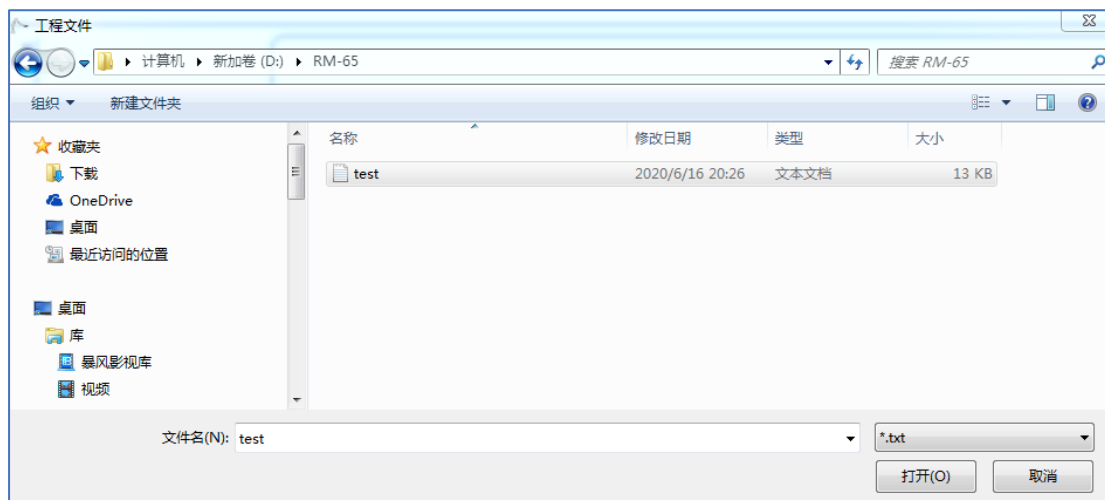 工程文件
计算机 新加卷 (D:) RM-65
搜索 RM-65
组织 新建文件夹
收藏夹
下载
OneDrive
桌面
最近访问的位置
桌面
库
暴风影视库
视频
名称 修改日期 类型 大小
test 2020/6/16 20:26 文本文档 13 KB
文件名(N): test *.txt
打开(O) 取消